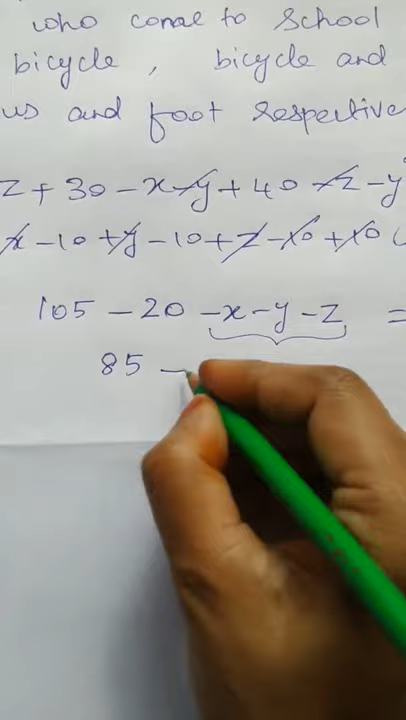 who come to school
bicycle , bicycle and
us and foot respertive
z + 30 - x - y + 40 - z - y
x - 10 + y - 10 + z - 10 + 10
105 - 20 - x - y - z =
85 -